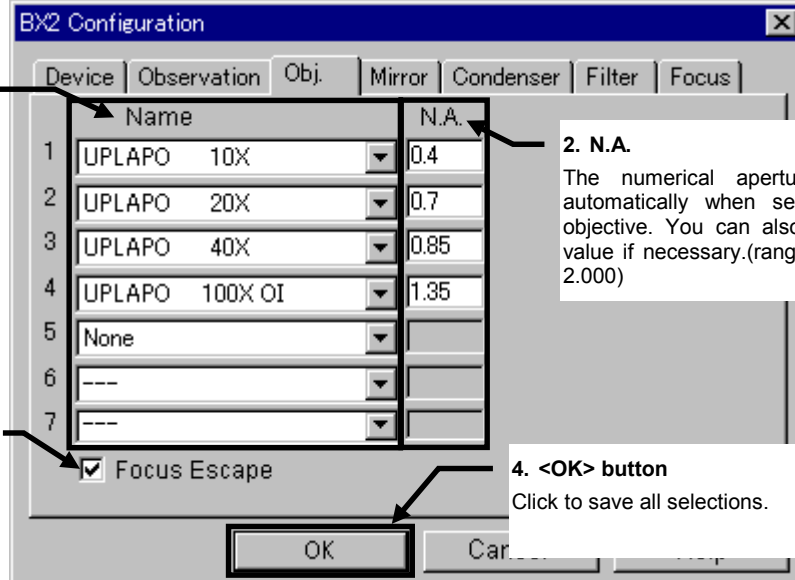 BX2 Configuration
Device Observation Obj. Mirror Condenser Filter Focus
Name N.A.
1 UPLAPO 10X 0.4
2 UPLAPO 20X 0.7
3 UPLAPO 40X 0.85
4 UPLAPO 100X OI 1.35
5 None
6 ---
7 ---
2. N.A.
The numerical apertu
automatically when se
objective. You can also
value if necessary.(rang
2.000)
Focus Escape
4. <OK> button
Click to save all selections.
OK